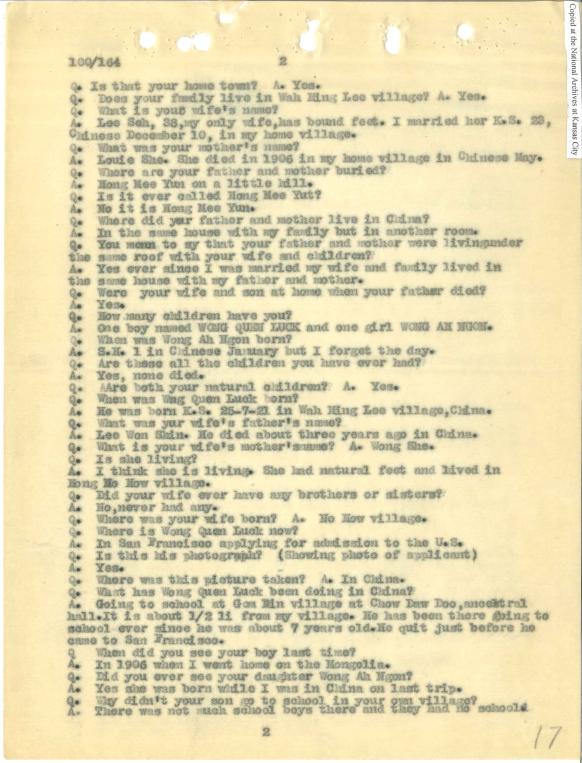 Copied at the National Archives at Kansas City
100/164 2
Q. Is that your home town? A. Yes.
Q. Does your family live in Wah Ming Lee village? A. Yes.
Q. What is your wife's name?
A. Lee Seh, 38, my only wife, has bound feet. I married her K.S. 23,
Chinese December 10, in my home village.
Q. What was your mother's name?
A. Louie She. She died in 1906 in my home village in Chinese May.
Q. Where are your father and mother buried?
A. Hong Mee Yun on a little hill.
Q. Is it ever called Hong Mee Yut?
A. No it is Hong Mee Yun.
Q. Where did your father and mother live in China?
A. In the same house with my family but in another room.
Q. You mean to my that your father and mother were livingunder
the same roof with your wife and children?
A. Yes ever since I was married my wife and family lived in
the same house with my father and mother.
Q. Were your wife and son at home when your father died?
A. Yes.
Q. How many children have you?
A. One boy named WONG QUEN LUCK and one girl WONG AH NGON.
Q. When was Wong Ah Ngon born?
A. S.H. 1 in Chinese January but I forget the day.
Q. Are these all the children you have ever had?
A. Yes, none died.
Q. AAre both your natural children? A. Yes.
Q. When was Wng Quen Luck born?
A. He was born K.S. 25-7-21 in Wah Ming Lee village, China.
Q. What was yur wife's father's name?
A. Lee Won Shin. He died about three years ago in China.
Q. What is your wife's mother'sname? A. Wong She.
Q. Is she living?
A. I think she is living. She had natural feet and lived in
Hong No How village.
Q. Did your wife ever have any brothers or sisters?
A. No, never had any.
Q. Where was your wife born? A. No How village.
Q. Where is Wong Quen Luck now?
A. In San Francisco applying for admission to the U.S.
Q. Is this his photograph? (Showing photo of applicant)
A. Yes.
Q. Where was this picture taken? A. In China.
Q. What has Wong Quen Luck been doing in China?
A. Going to school at Gom Min village at Chow Daw Doo, ancestral
hall. It is about 1/2 li from my village. He has been there going to
school ever since he was about 7 years old. He quit just before he
came to San Francisco.
Q When did you see your boy last time?
A. In 1906 when I went home on the Mongolia.
Q. Did you ever see your daughter Wong Ah Ngon?
A. Yes she was born while I was in China on last trip.
Q. Why didn't your son go to school in your own village?
A. There was not much school boys there and they had no school.
2
17